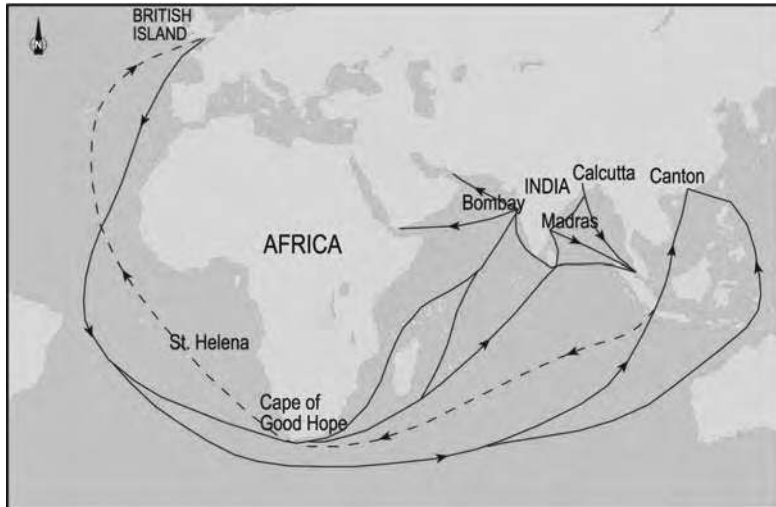 BRITISH
ISLAND
N
INDIA
Calcutta
Canton
Bombay
Madras
AFRICA
St. Helena
Cape of
Good Hope